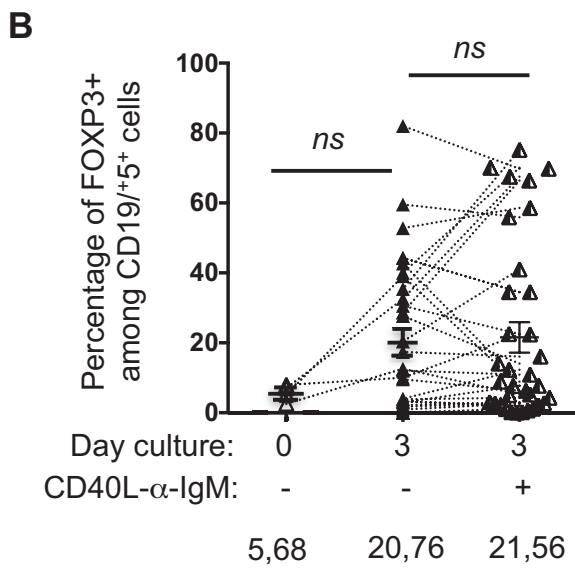 B
Percentage of FOXP3+
among CD19/⁺5⁺ cells
100
80
60
40
20
0
ns
ns
Day culture: 0 3 3
CD40L-α-IgM: - - +
5,68 20,76 21,56